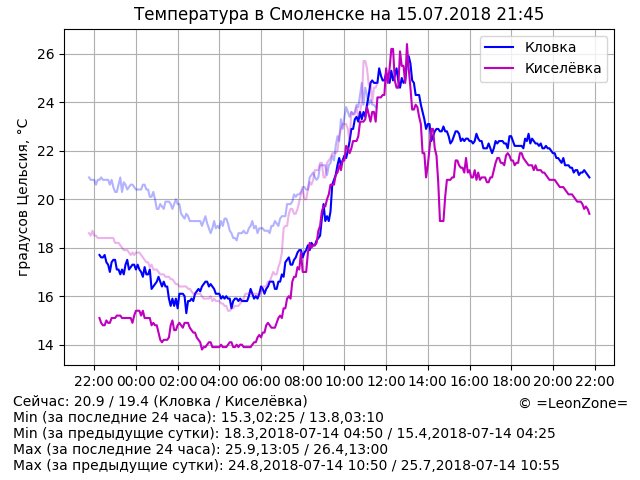 Температура в Смоленске на 15.07.2018 21:45
градусов Цельсия, °C
26
24
22
20
18
16
14
Кловка
Киселёвка
22:00 00:00 02:00 04:00 06:00 08:00 10:00 12:00 14:00 16:00 18:00 20:00 22:00
Сейчас: 20.9 / 19.4 (Кловка / Киселёвка)
© =LeonZone=
Min (за последние 24 часа): 15.3,02:25 / 13.8,03:10
Min (за предыдущие сутки): 18.3,2018-07-14 04:50 / 15.4,2018-07-14 04:25
Max (за последние 24 часа): 25.9,13:05 / 26.4,13:00
Max (за предыдущие сутки): 24.8,2018-07-14 10:50 / 25.7,2018-07-14 10:55